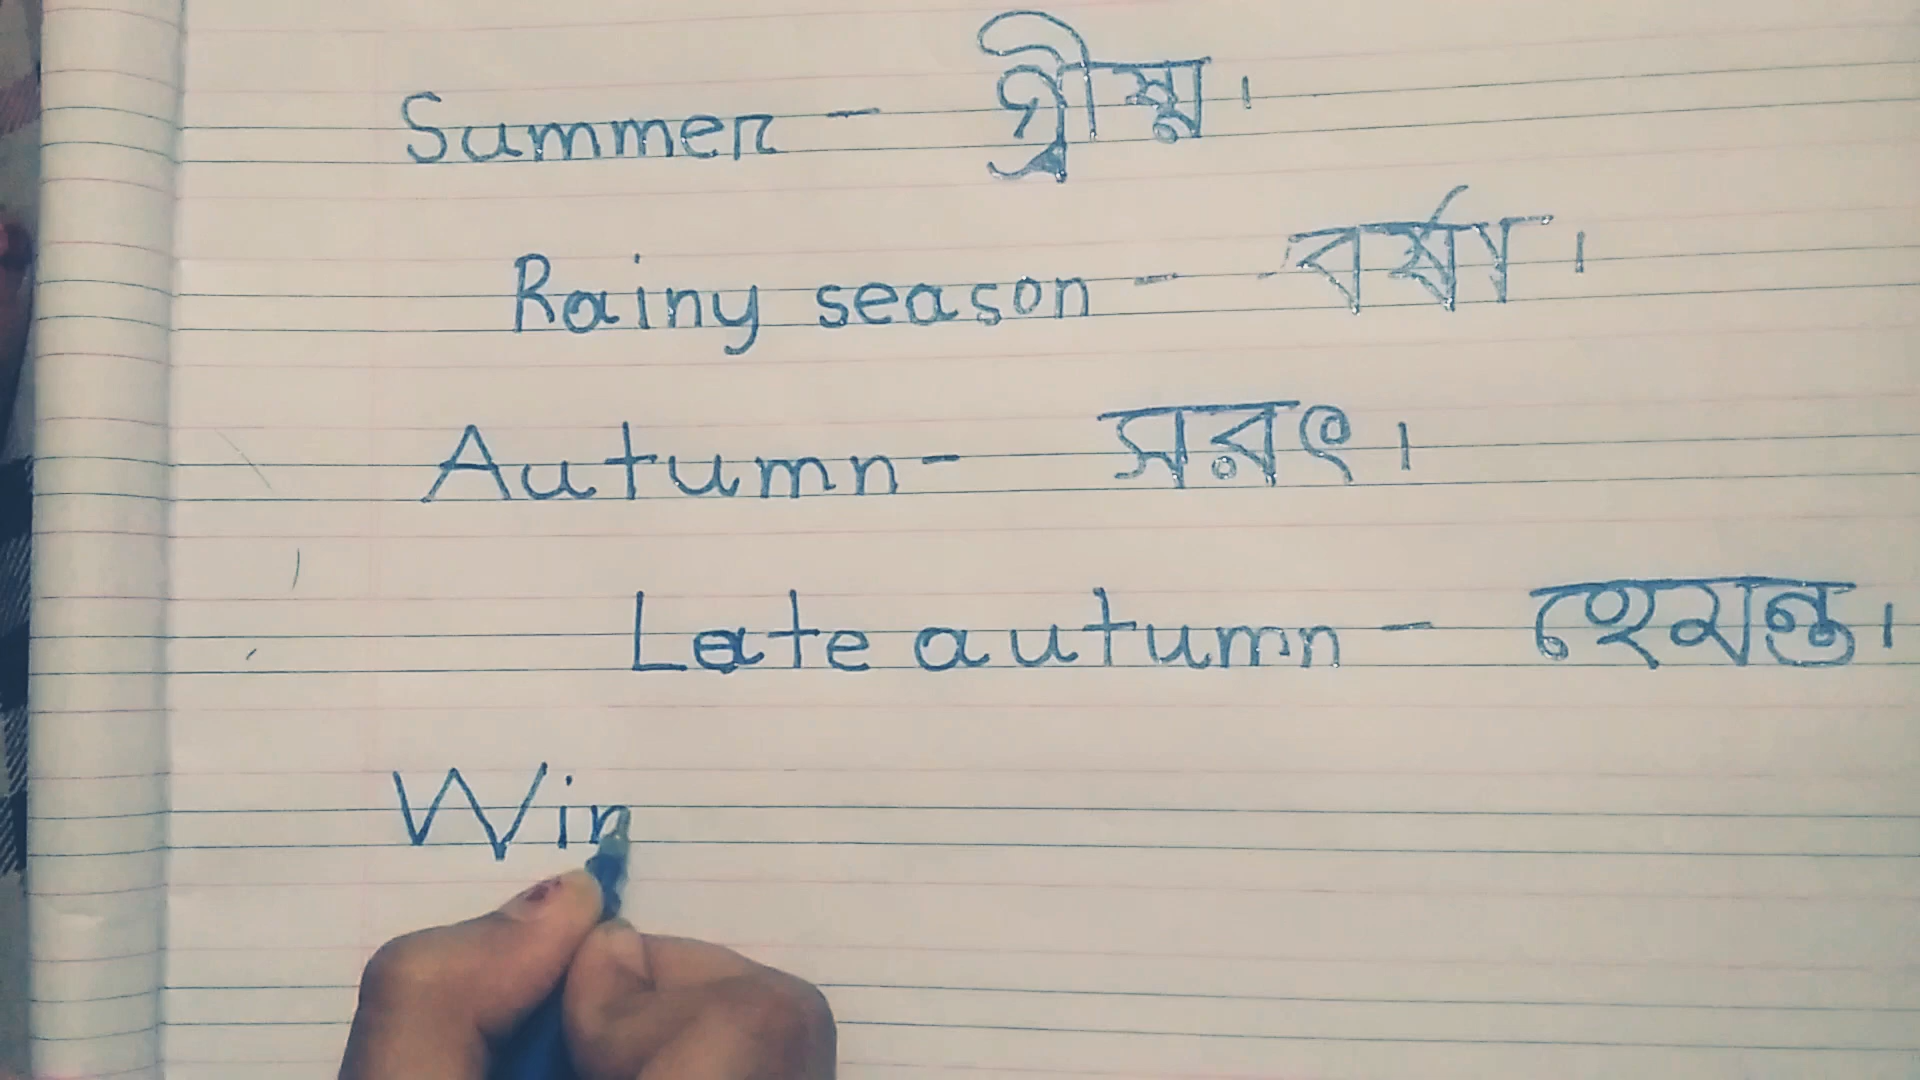 Summer - গ্রীষ্ম।
Rainy season - বর্ষা।
Autumn - সরৎ।
Late autumn - হেমন্ত।
Win